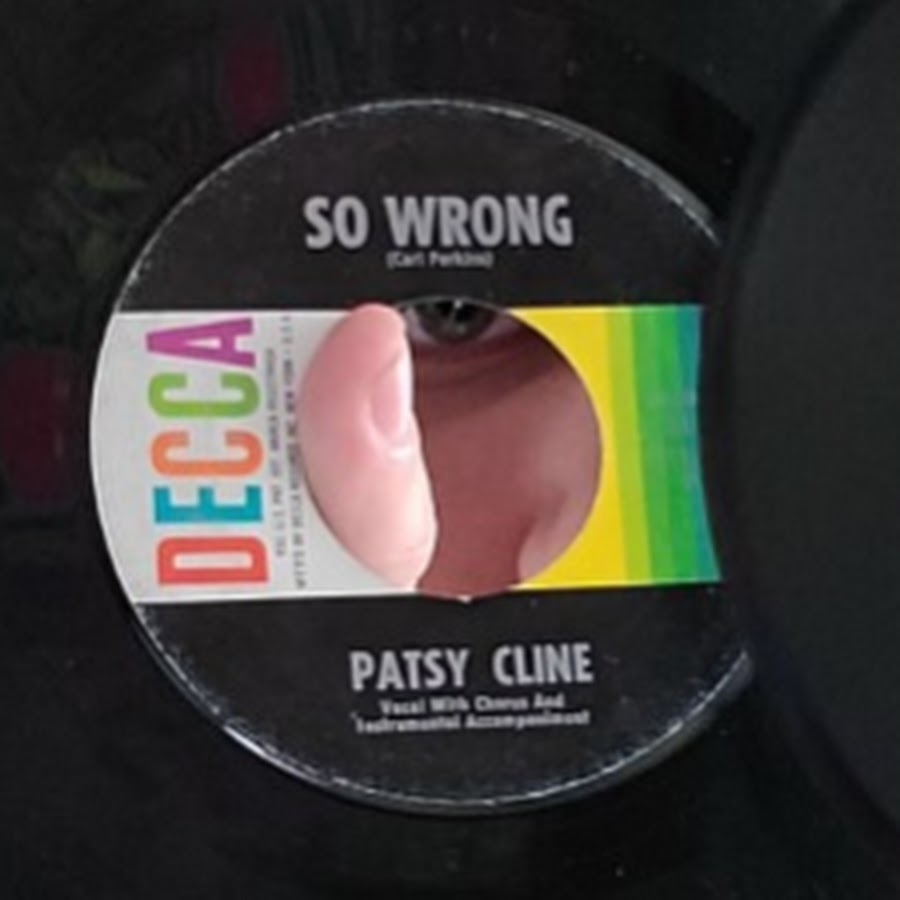 SO WRONG
(Carl Perkins)
DECCA
PATSY CLINE
Vocal With Chorus And
Instrumental Accompaniment